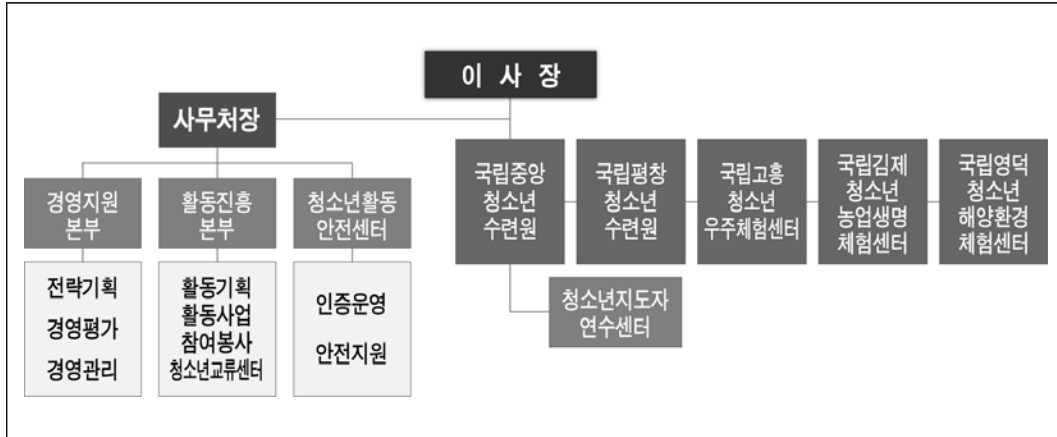 이 사 장
사무처장
경영지원
본부
전략기획
경영평가
경영관리
활동진흥
본부
활동기획
활동사업
참여봉사
청소년교류센터
청소년활동
안전센터
인증운영
안전지원
국립중앙
청소년
수련원
청소년지도자
연수센터
국립평창
청소년
수련원
국립고흥
청소년
우주체험센터
국립김제
청소년
농업생명
체험센터
국립영덕
청소년
해양환경
체험센터